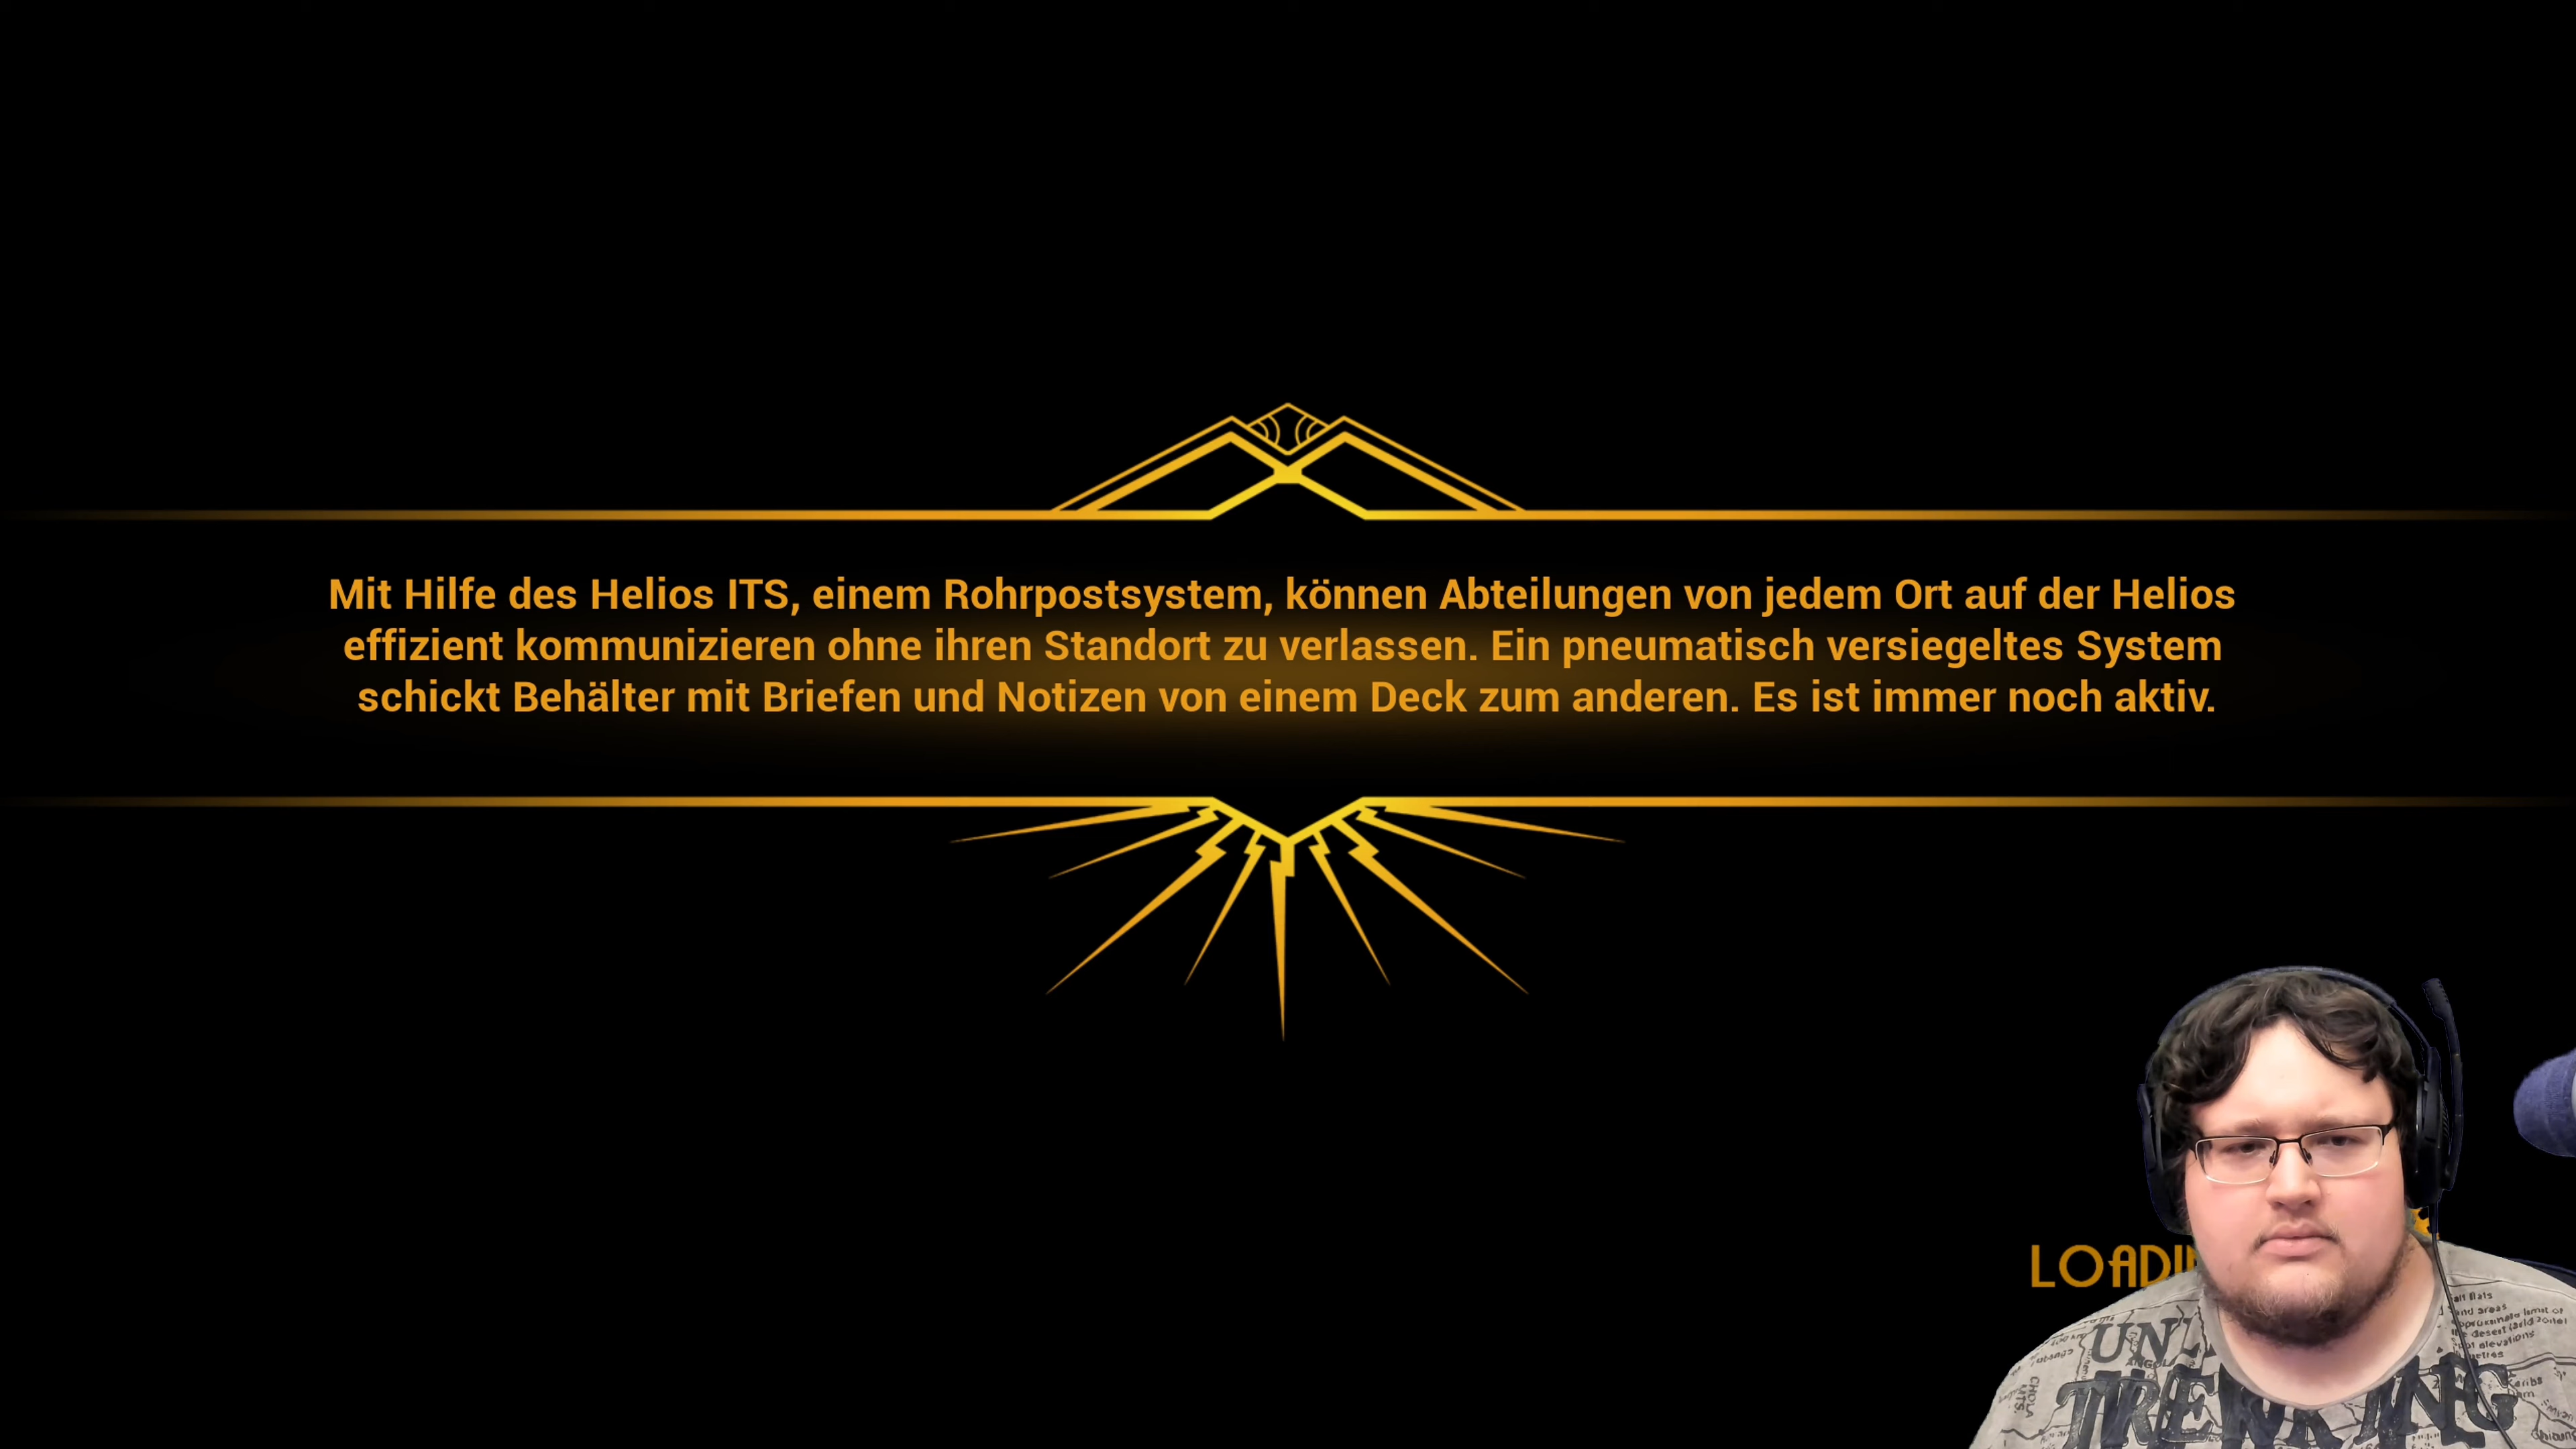 Mit Hilfe des Helios ITS, einem Rohrpostsystem, können Abteilungen von jedem Ort auf der Helios
effizient kommunizieren ohne ihren Standort zu verlassen. Ein pneumatisch versiegeltes System
schickt Behälter mit Briefen und Notizen von einem Deck zum anderen. Es ist immer noch aktiv.